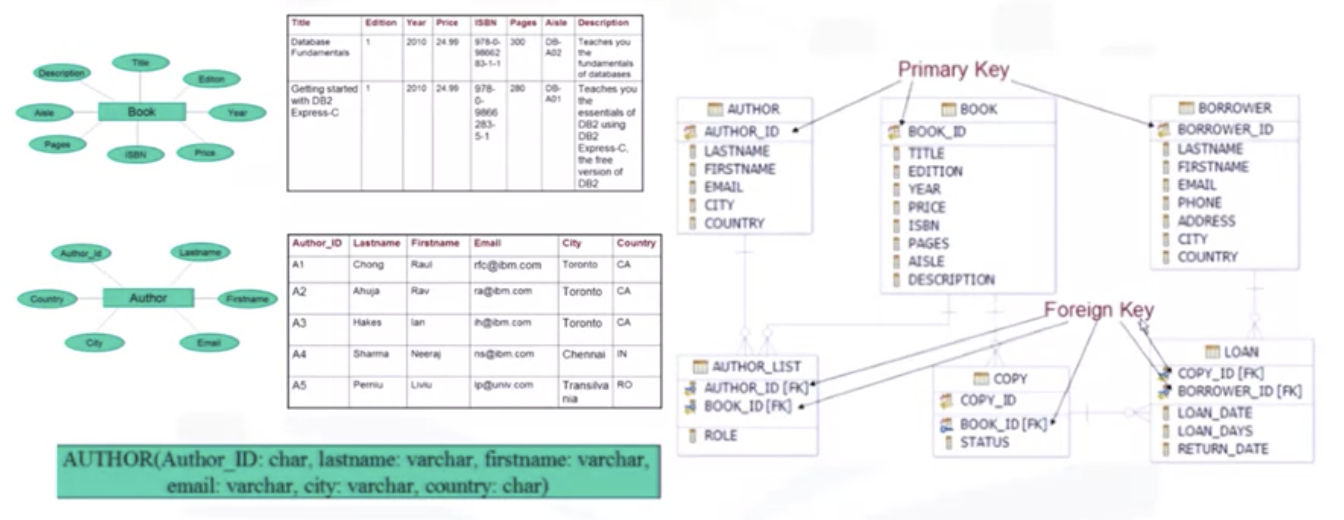 Title
Description
Editon
Aisle
Book
Year
Pages
ISBN
Price
Title Edition Year Price ISBN Pages Aisle Description
Database Fundamentals 1 2010 24.99 978-0-98662 83-1-1 300 DB-A02 Teaches you the fundamentals of databases
Getting started with DB2 Express-C 1 2010 24.99 978-0-9866 283-5-1 280 DB-A01 Teaches you the essentials of DB2 using DB2 Express-C, the free version of DB2
Author_Id
Lastname
Country
Author
Firstname
City
Email
Author_ID Lastname Firstname Email City Country
A1 Chong Raul rfc@ibm.com Toronto CA
A2 Ahuja Rav ra@ibm.com Toronto CA
A3 Hakes Ian ih@ibm.com Toronto CA
A4 Sharma Neeraj ns@ibm.com Chennai IN
A5 Perniu Liviu lp@univ.com Transilvania RO
AUTHOR(Author_ID: char, lastname: varchar, firstname: varchar,
email: varchar, city: varchar, country: char)
Primary Key
AUTHOR
AUTHOR_ID
LASTNAME
FIRSTNAME
EMAIL
CITY
COUNTRY
BOOK
BOOK_ID
TITLE
EDITION
YEAR
PRICE
ISBN
PAGES
AISLE
DESCRIPTION
BORROWER
BORROWER_ID
LASTNAME
FIRSTNAME
EMAIL
PHONE
ADDRESS
CITY
COUNTRY
Foreign Key
AUTHOR_LIST
AUTHOR_ID [FK]
BOOK_ID [FK]
ROLE
COPY
COPY_ID
BOOK_ID [FK]
STATUS
LOAN
COPY_ID [FK]
BORROWER_ID [FK]
LOAN_DATE
LOAN_DAYS
RETURN_DATE